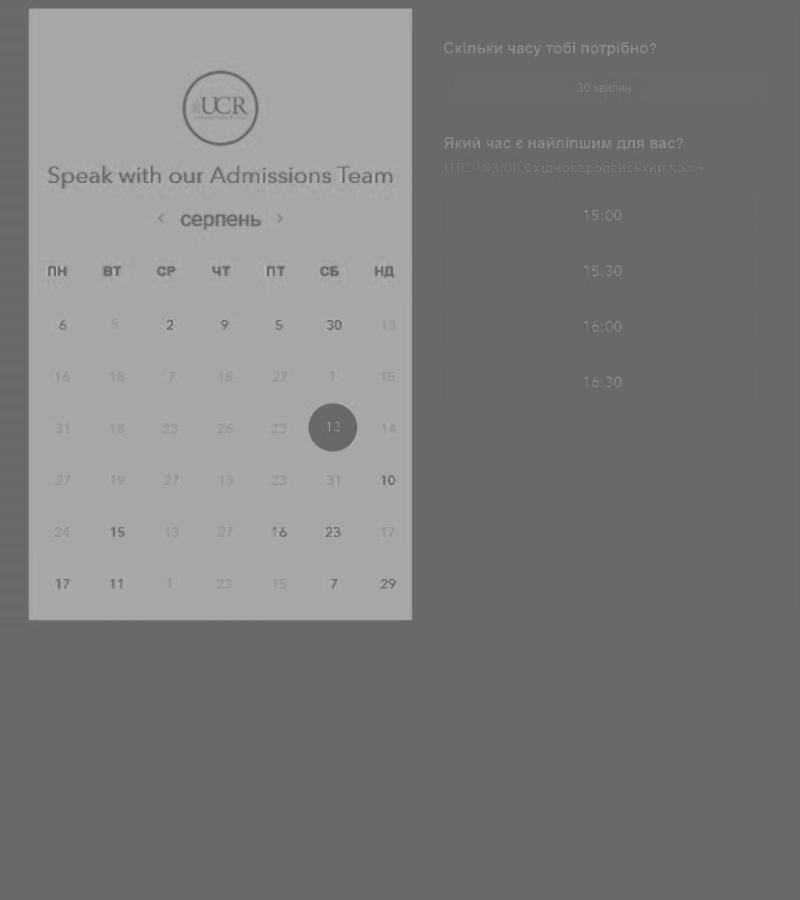 UCR
Speak with our Admissions Team
‹ серпень ›
ПН ВТ СР ЧТ ПТ СБ НД
6 5 2 9 5 30 13
16 18 7 18 27 1 15
31 18 23 26 23 13 14
27 19 27 13 23 31 10
24 15 13 27 16 23 17
17 11 1 23 15 7 29
Скільки часу тобі потрібно?
30 хвилин
Який час є найліпшим для вас?
UTC +03:00 Східноєвропейський час
15:00
15:30
16:00
16:30